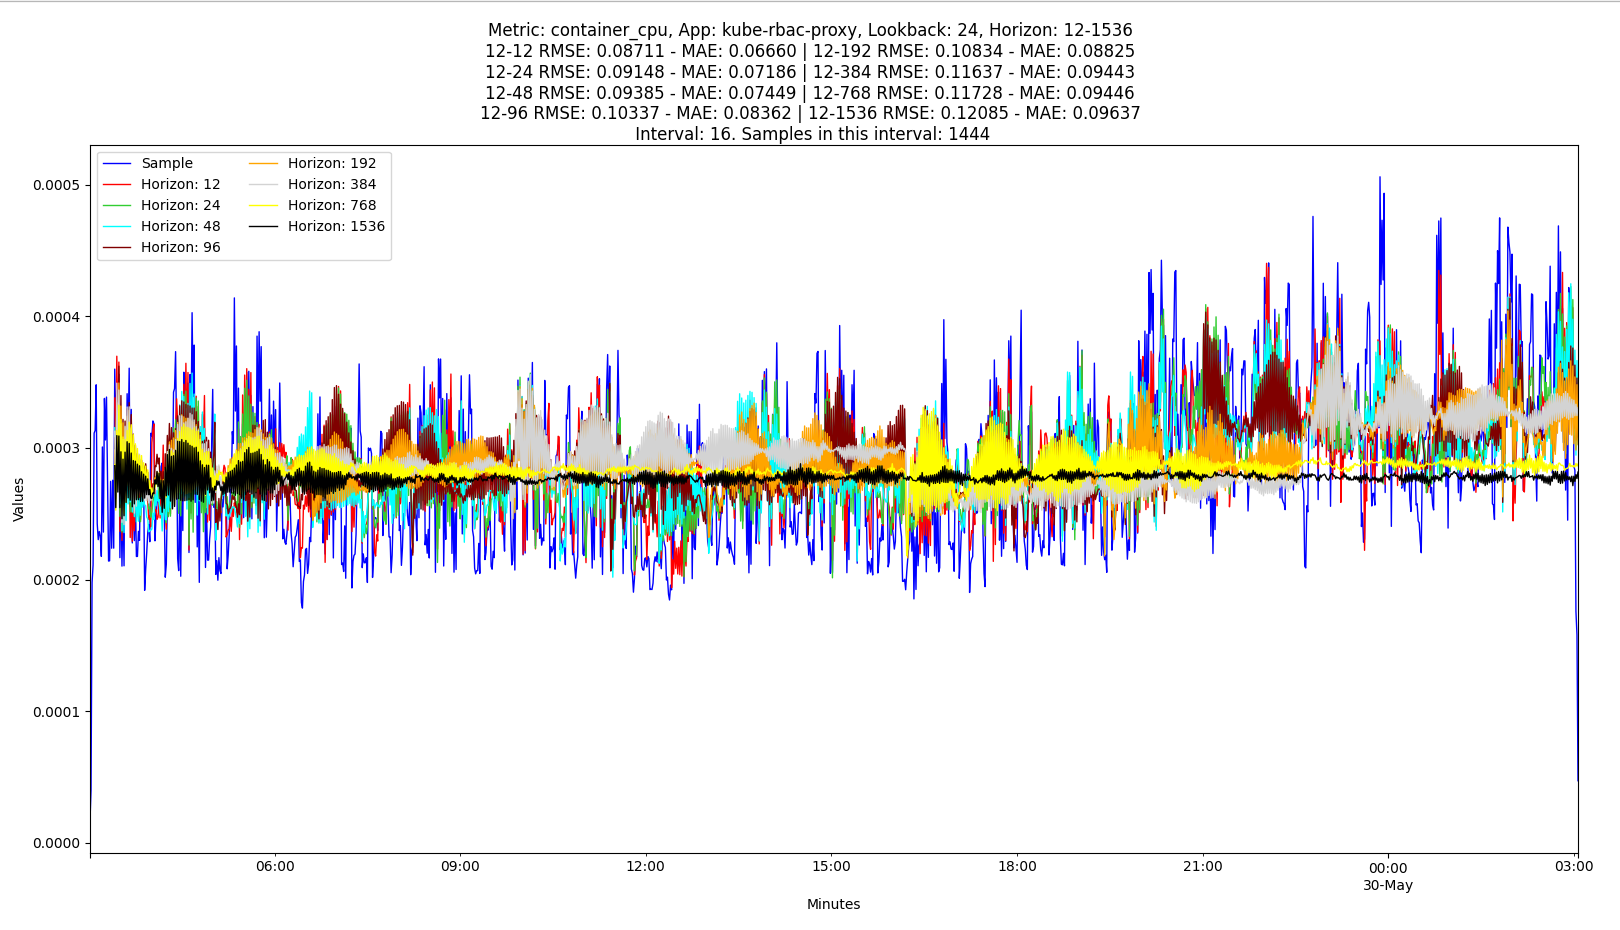 Metric: container_cpu, App: kube-rbac-proxy, Lookback: 24, Horizon: 12-1536
12-12 RMSE: 0.08711 - MAE: 0.06660 | 12-192 RMSE: 0.10834 - MAE: 0.08825
12-24 RMSE: 0.09148 - MAE: 0.07186 | 12-384 RMSE: 0.11637 - MAE: 0.09443
12-48 RMSE: 0.09385 - MAE: 0.07449 | 12-768 RMSE: 0.11728 - MAE: 0.09446
12-96 RMSE: 0.10337 - MAE: 0.08362 | 12-1536 RMSE: 0.12085 - MAE: 0.09637
Interval: 16. Samples in this interval: 1444
Sample
Horizon: 12
Horizon: 24
Horizon: 48
Horizon: 96
Horizon: 192
Horizon: 384
Horizon: 768
Horizon: 1536
Values
0.0005
0.0004
0.0003
0.0002
0.0001
0.0000
06:00
09:00
12:00
15:00
18:00
21:00
00:00
30-May
03:00
Minutes